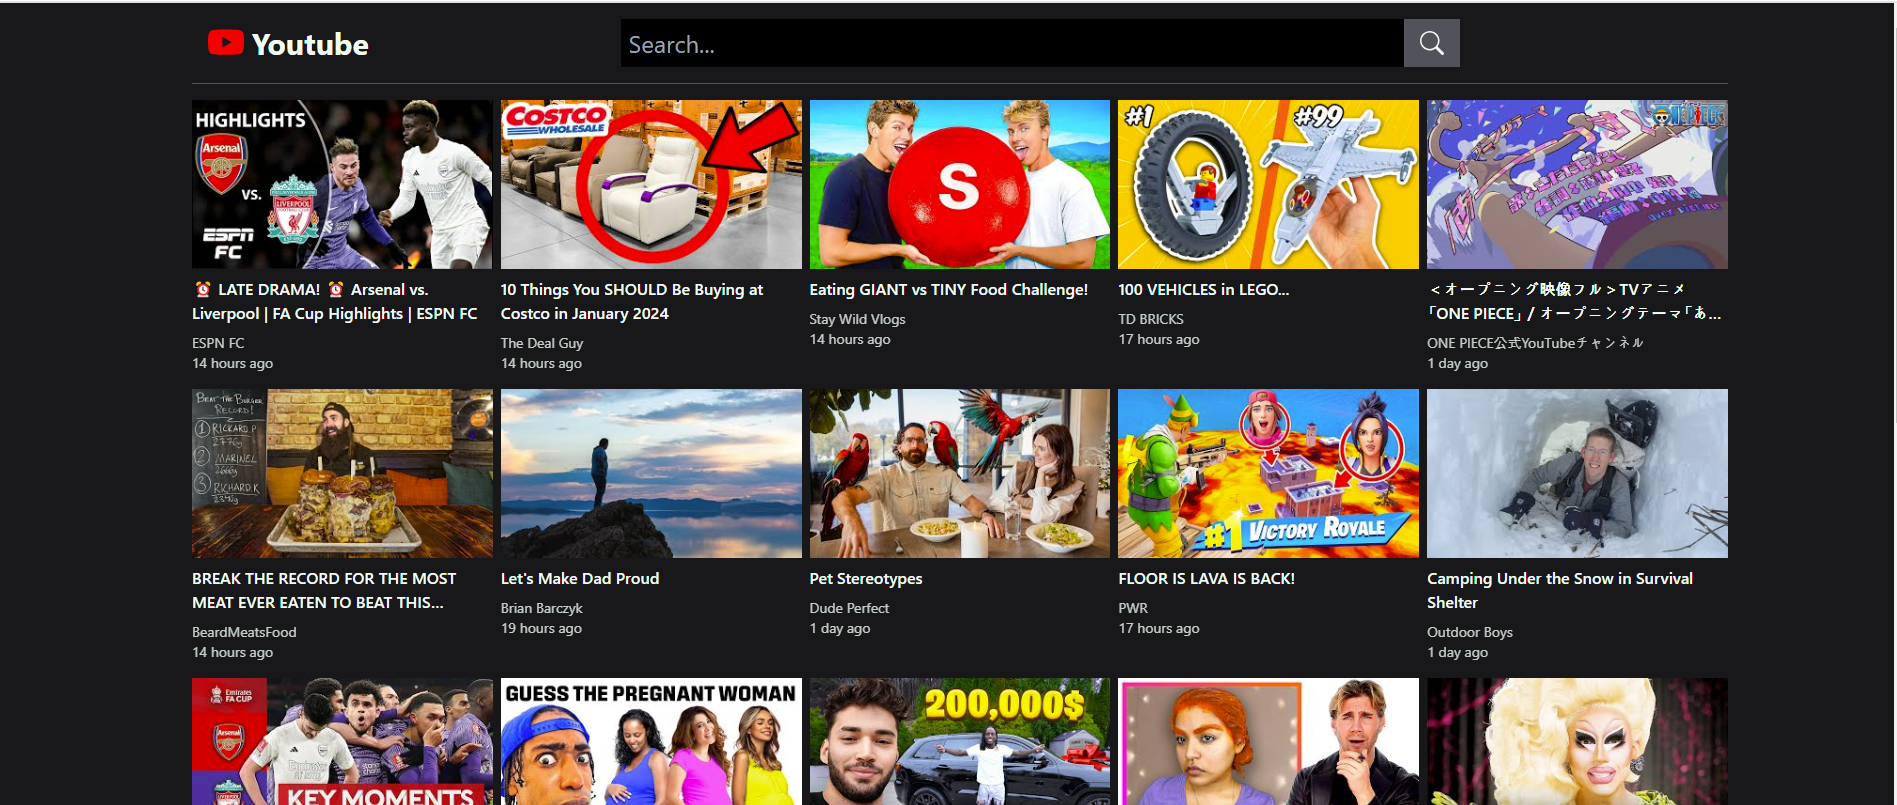 Youtube
Search...
HIGHLIGHTS
Arsenal
VS.
LIVERPOOL
FOOTBALL CLUB
ESPN
FC
COSTCO
WHOLESALE
S
#1
#99
ONE PIECE
⏰ LATE DRAMA! ⏰ Arsenal vs.
Liverpool | FA Cup Highlights | ESPN FC
ESPN FC
14 hours ago
10 Things You SHOULD Be Buying at
Costco in January 2024
The Deal Guy
14 hours ago
Eating GIANT vs TINY Food Challenge!
Stay Wild Vlogs
14 hours ago
100 VEHICLES in LEGO...
TD BRICKS
17 hours ago
＜オープニング映像フル＞TVアニメ
「ONE PIECE」 / オープニングテーマ「あ...
ONE PIECE公式YouTubeチャンネル
1 day ago
BEAT THE BURGER
RECORD!
1 RICKARD P
2 MARINEL
3 RICHARD K
#1 VICTORY ROYALE
BREAK THE RECORD FOR THE MOST
MEAT EVER EATEN TO BEAT THIS...
BeardMeatsFood
14 hours ago
Let's Make Dad Proud
Brian Barczyk
19 hours ago
Pet Stereotypes
Dude Perfect
1 day ago
FLOOR IS LAVA IS BACK!
PWR
17 hours ago
Camping Under the Snow in Survival
Shelter
Outdoor Boys
1 day ago
Emirates
FA CUP
Arsenal
KEY MOMENTS
GUESS THE PREGNANT WOMAN
200,000$